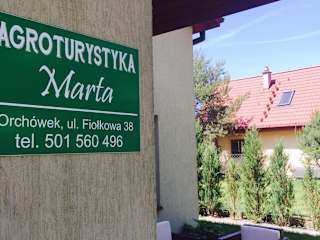 AGROTURYSTYKA
Marta
Orchówek, ul. Fiołkowa 38
tel. 501 560 496